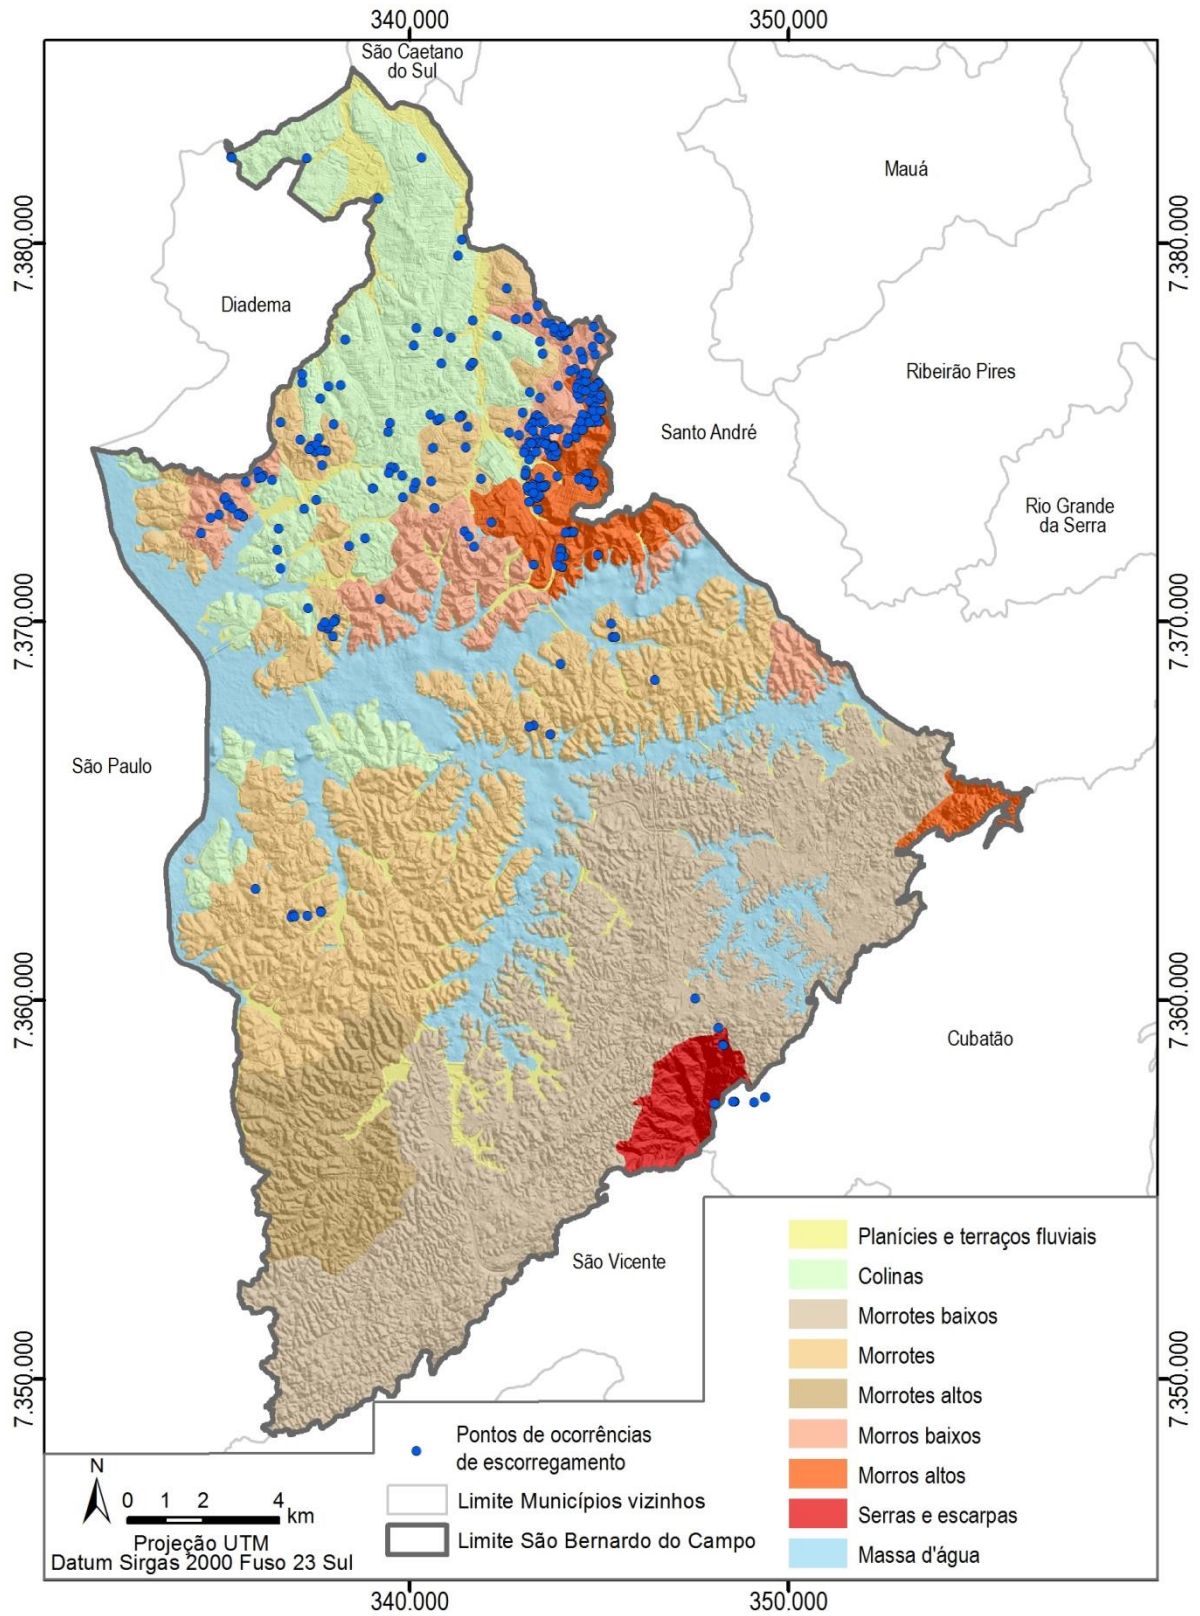 340.000
350.000
São Caetano
do Sul
Mauá
7.380.000
7.380.000
Diadema
Ribeirão Pires
Santo André
Rio Grande
da Serra
7.370.000
7.370.000
São Paulo
7.360.000
7.360.000
Cubatão
São Vicente
7.350.000
7.350.000
Planícies e terraços fluviais
Colinas
Morrotes baixos
Morrotes
Morrotes altos
Morros baixos
Morros altos
Serras e escarpas
Massa d'água
Pontos de ocorrências
de escorregamento
Limite Municípios vizinhos
Limite São Bernardo do Campo
N
0 1 2 4
km
Projeção UTM
Datum Sirgas 2000 Fuso 23 Sul
340.000
350.000